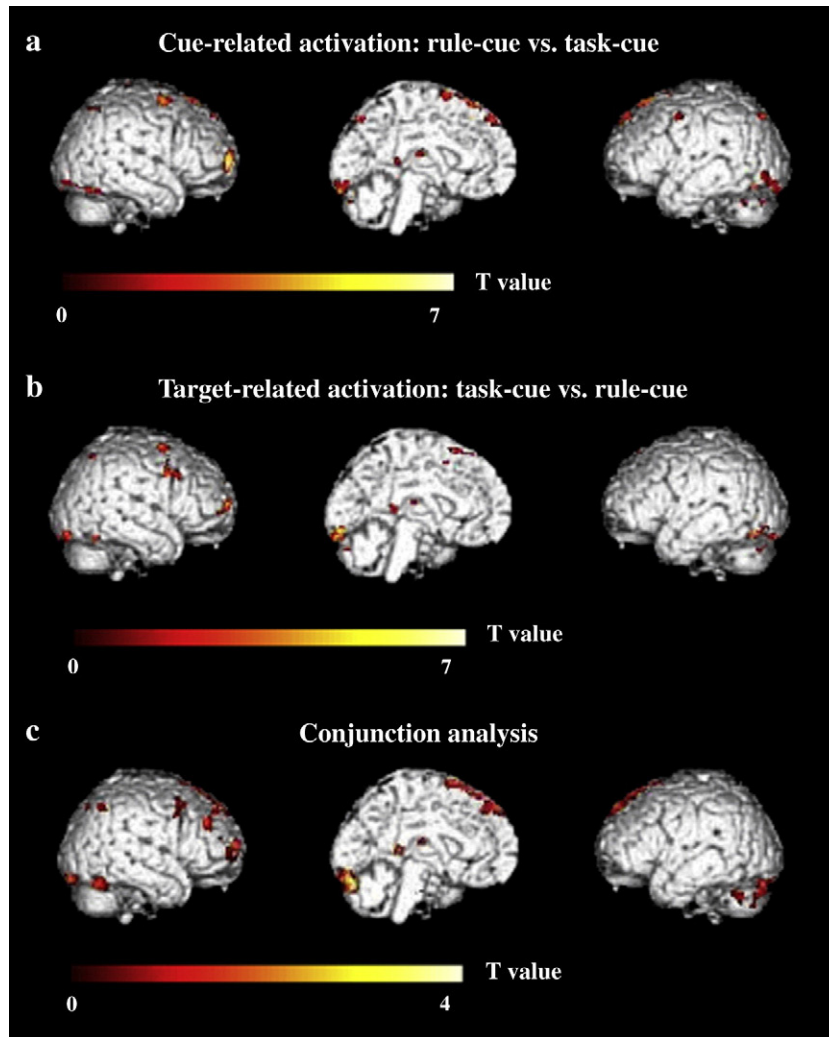 a
Cue-related activation: rule-cue vs. task-cue
T value
0 7
b
Target-related activation: task-cue vs. rule-cue
T value
0 7
c
Conjunction analysis
T value
0 4